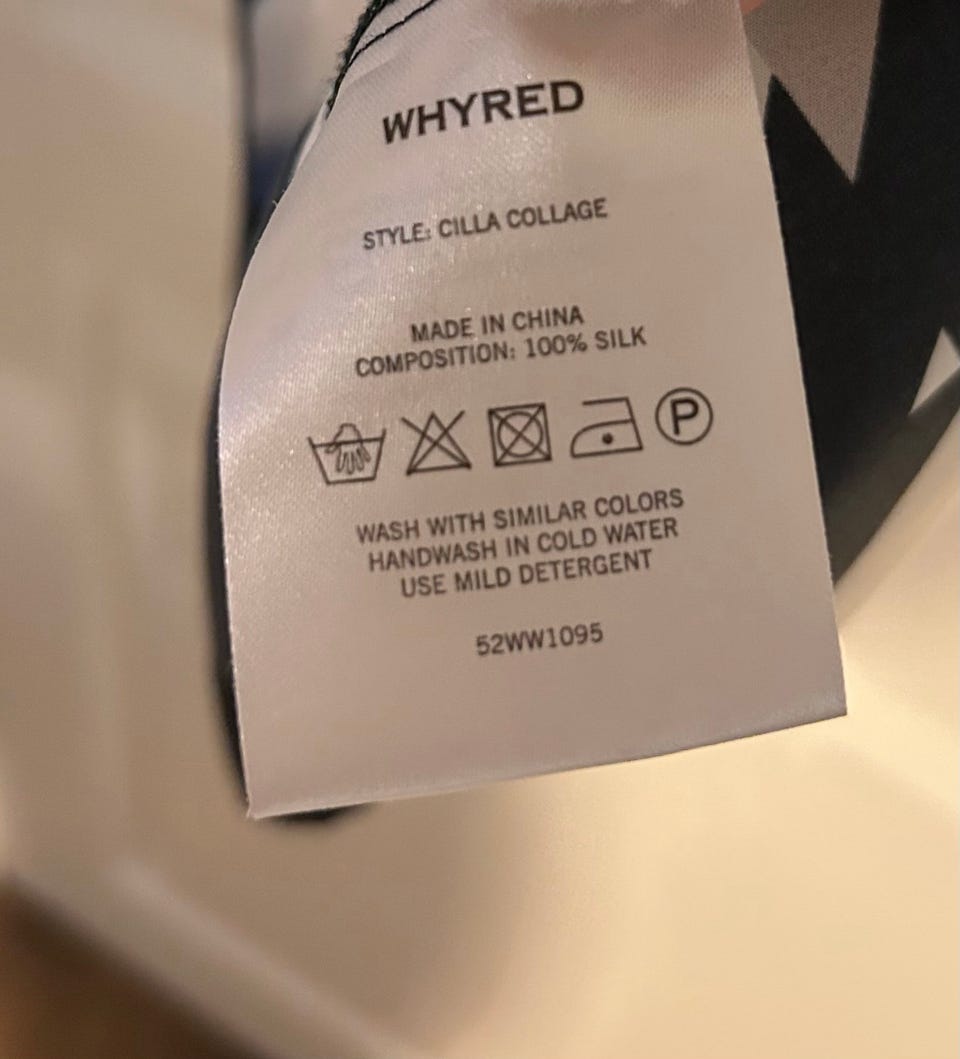 WHYRED
STYLE: CILLA COLLAGE
MADE IN CHINA
COMPOSITION: 100% SILK
P
WASH WITH SIMILAR COLORS
HANDWASH IN COLD WATER
USE MILD DETERGENT
52WW1095